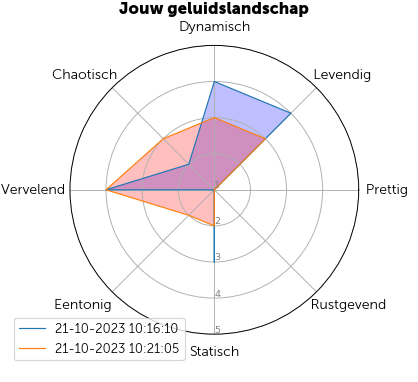 Jouw geluidslandschap
Dynamisch
Chaotisch
Levendig
Vervelend
1
Prettig
2
3
4
Eentonig
Rustgevend
5
21-10-2023 10:16:10
21-10-2023 10:21:05
Statisch